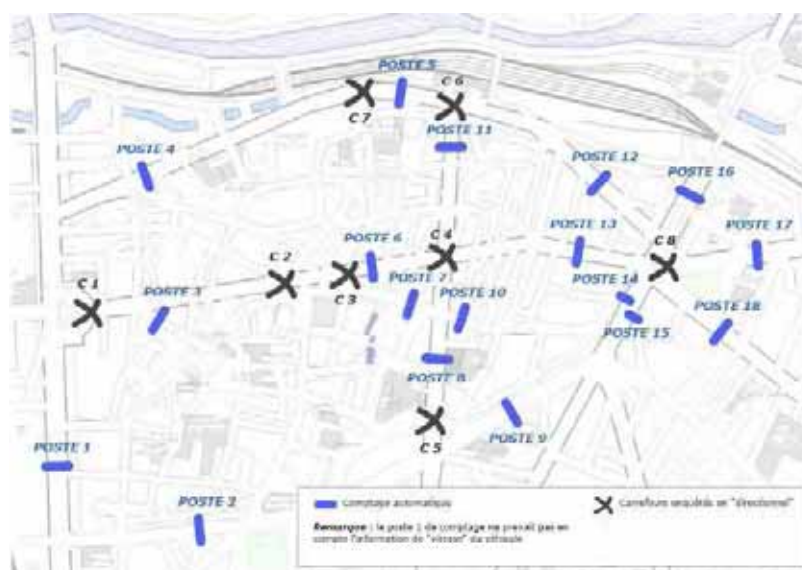 POSTE 5
C 6
C 7
POSTE 11
POSTE 4
POSTE 12
POSTE 16
POSTE 13
POSTE 17
C 4
POSTE 6
C 8
C 2
C 3
POSTE 7
C 1
POSTE 3
POSTE 10
POSTE 14
POSTE 15
POSTE 18
POSTE 8
POSTE 9
C 5
POSTE 1
POSTE 2
Comptage automatique
Carrefours enquêtés en "directionnel"
Remarque : le poste 1 de comptage ne prenait pas en
compte l'information de "vitesse" du véhicule